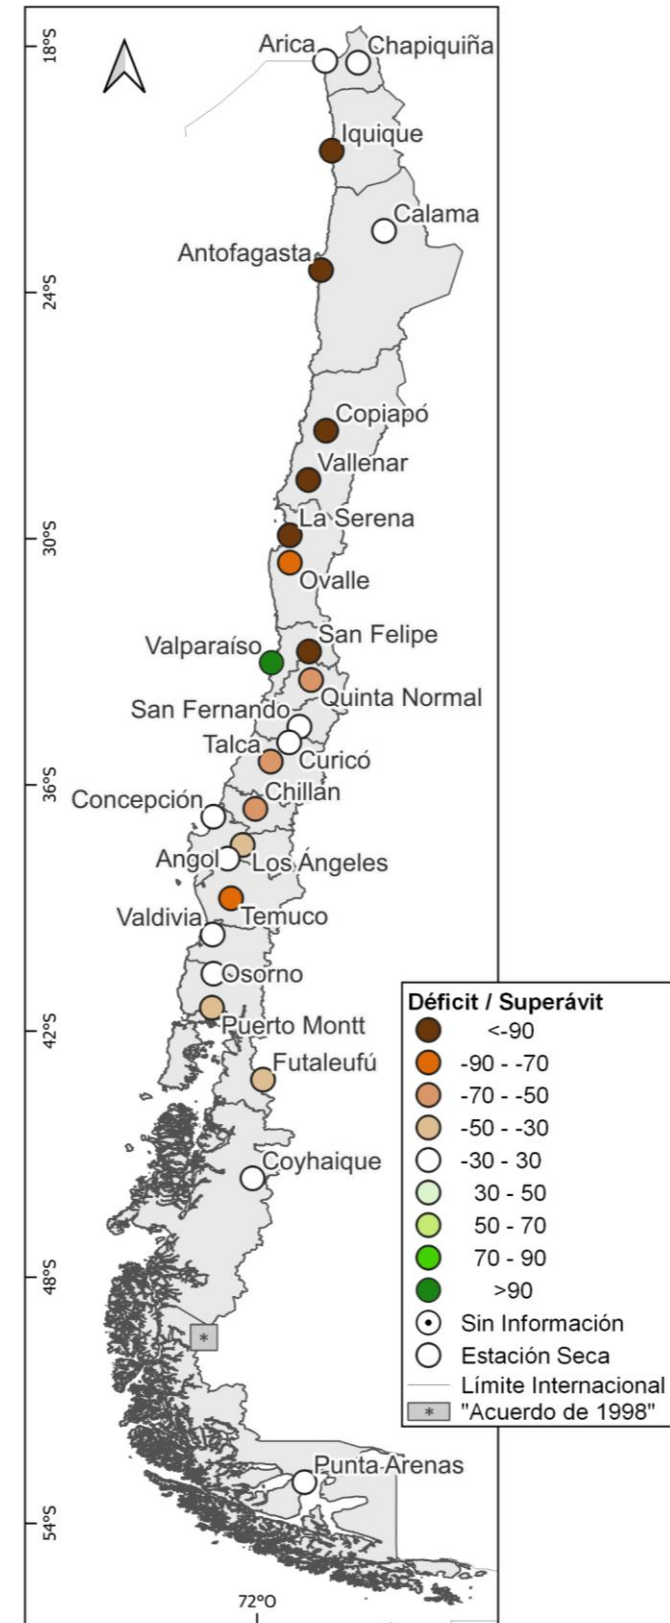 18°S
Arica
Chapiquiña
Iquique
Calama
Antofagasta
24°S
Copiapó
Vallenar
La Serena
30°S
Ovalle
San Felipe
Valparaíso
Quinta Normal
San Fernando
Talca
Curicó
36°S
Chillán
Concepción
Angol
Los Ángeles
Valdivia
Temuco
Osorno
Puerto Montt
42°S
Futaleufú
Coyhaique
48°S
*
Punta Arenas
54°S
72°O
Déficit / Superávit
<-90
-90 - -70
-70 - -50
-50 - -30
-30 - 30
30 - 50
50 - 70
70 - 90
>90
Sin Información
Estación Seca
Límite Internacional
* "Acuerdo de 1998"